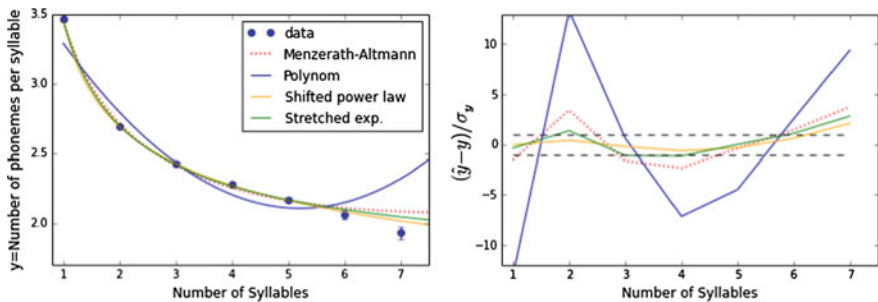 y=Number of phonemes per syllable
3.5
3.0
2.5
2.0
data
Menzerath-Altmann
Polynom
Shifted power law
Stretched exp.
1 2 3 4 5 6 7
Number of Syllables
(ŷ−y)/σ_y
10
5
0
−5
−10
1 2 3 4 5 6 7
Number of Syllables